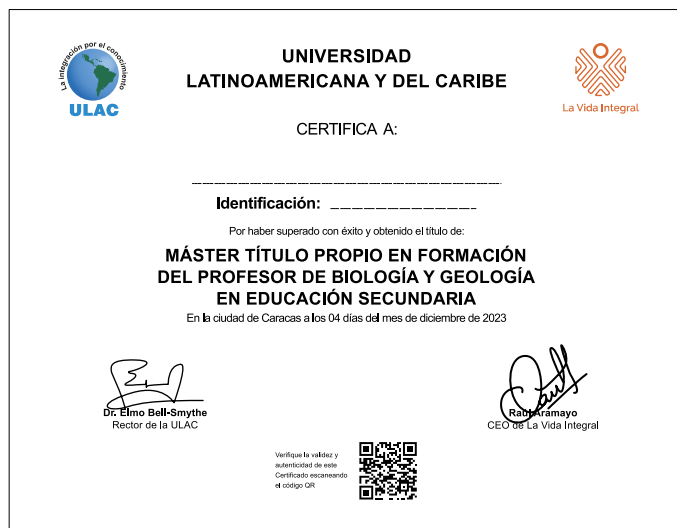 La integración por el conocimiento
ULAC
UNIVERSIDAD
LATINOAMERICANA Y DEL CARIBE
La Vida Integral
CERTIFICA A:
Identificación:
Por haber superado con éxito y obtenido el título de:
MÁSTER TÍTULO PROPIO EN FORMACIÓN
DEL PROFESOR DE BIOLOGÍA Y GEOLOGÍA
EN EDUCACIÓN SECUNDARIA
En la ciudad de Caracas a los 04 días del mes de diciembre de 2023
Dr. Elmo Bell-Smythe
Rector de la ULAC
Raúl Aramayo
CEO de La Vida Integral
Verifique la validez y
autenticidad de este
Certificado escaneando
el código QR